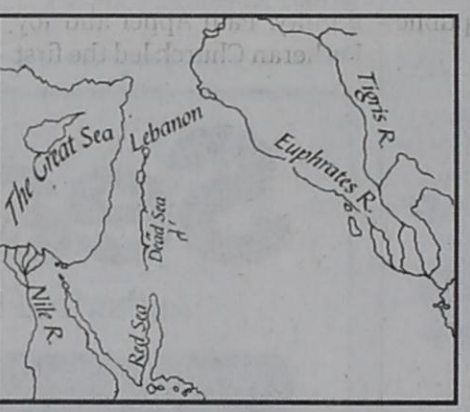 Tigris R.
Lebanon
The Great Sea
Euphrates R.
Dead Sea
Nile R.
Red Sea